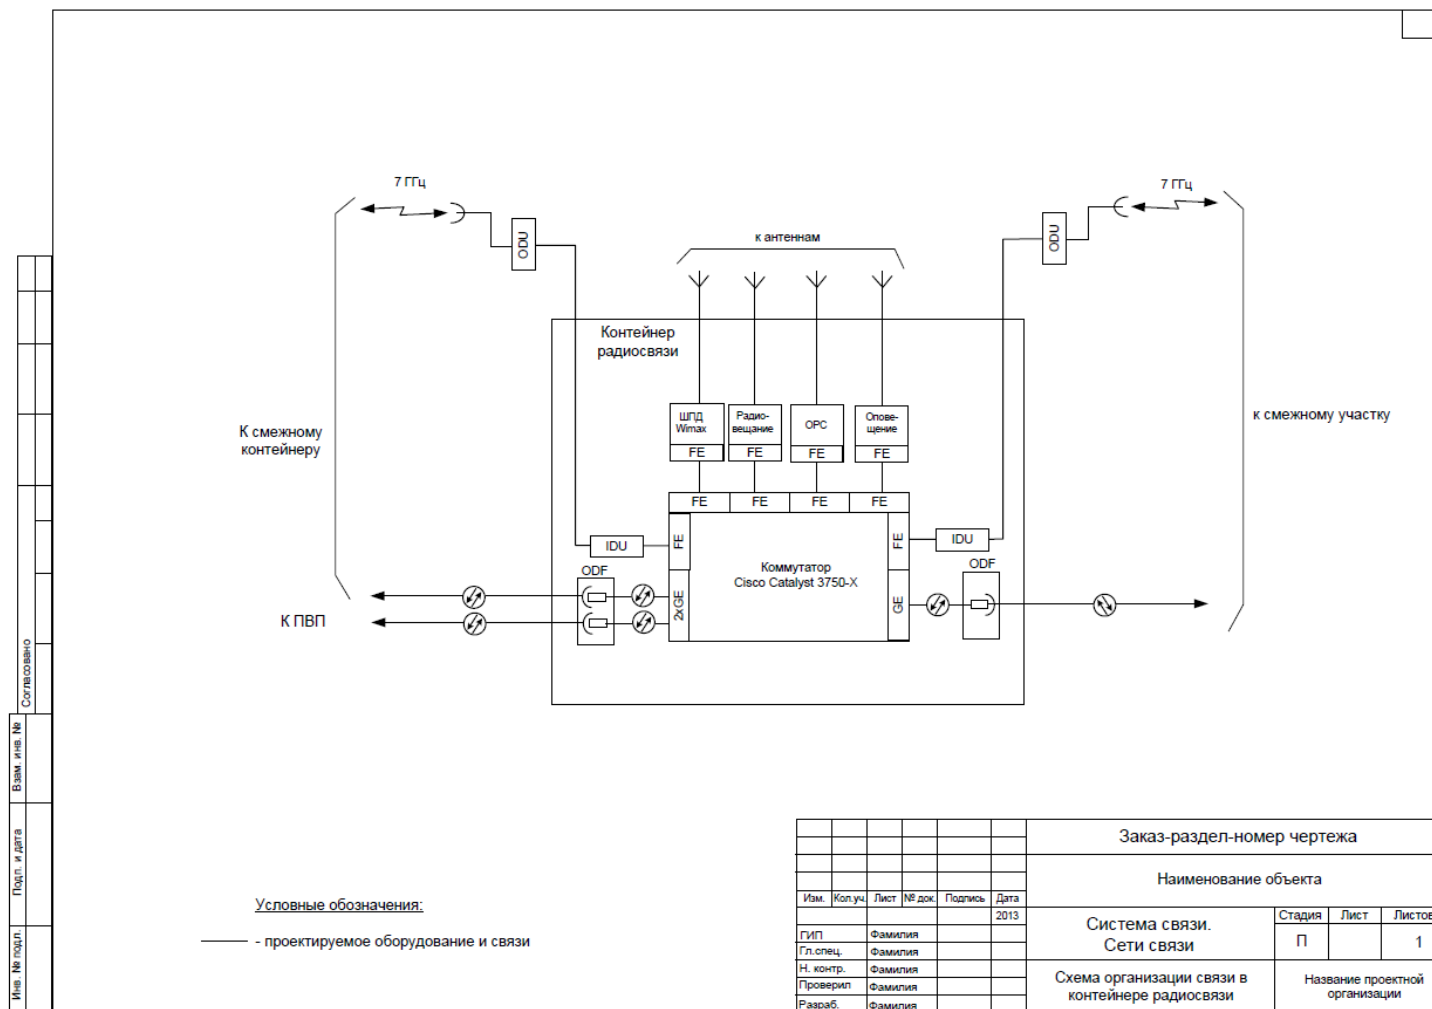 7 ГГц
7 ГГц
ODU
ODU
к антеннам
Контейнер
радиосвязи
ШПД
Wimax
FE
Радио-
вещание
FE
ОРС
FE
Опове-
щение
FE
К смежному
контейнеру
к смежному участку
FE
FE
FE
FE
IDU
FE
FE
IDU
Коммутатор
Cisco Catalyst 3750-X
ODF
ODF
2xGE
GE
К ПВП
Согласовано
Взам. инв. №
Подп. и дата
Инв. № подл.
Условные обозначения:
- проектируемое оборудование и связи
Заказ-раздел-номер чертежа
Наименование объекта
Изм.
Кол.уч.
Лист
№ док.
Подпись
Дата
2013
Система связи.
Сети связи
Стадия
Лист
Листов
П
1
ГИП
Фамилия
Гл.спец.
Фамилия
Н. контр.
Фамилия
Проверил
Фамилия
Разраб.
Фамилия
Схема организации связи в
контейнере радиосвязи
Название проектной
организации